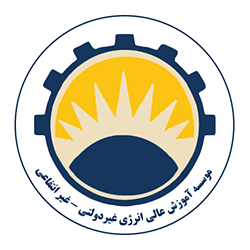 موسسه آموزش عالی انرژی غیردولتی - غیر انتفاعی